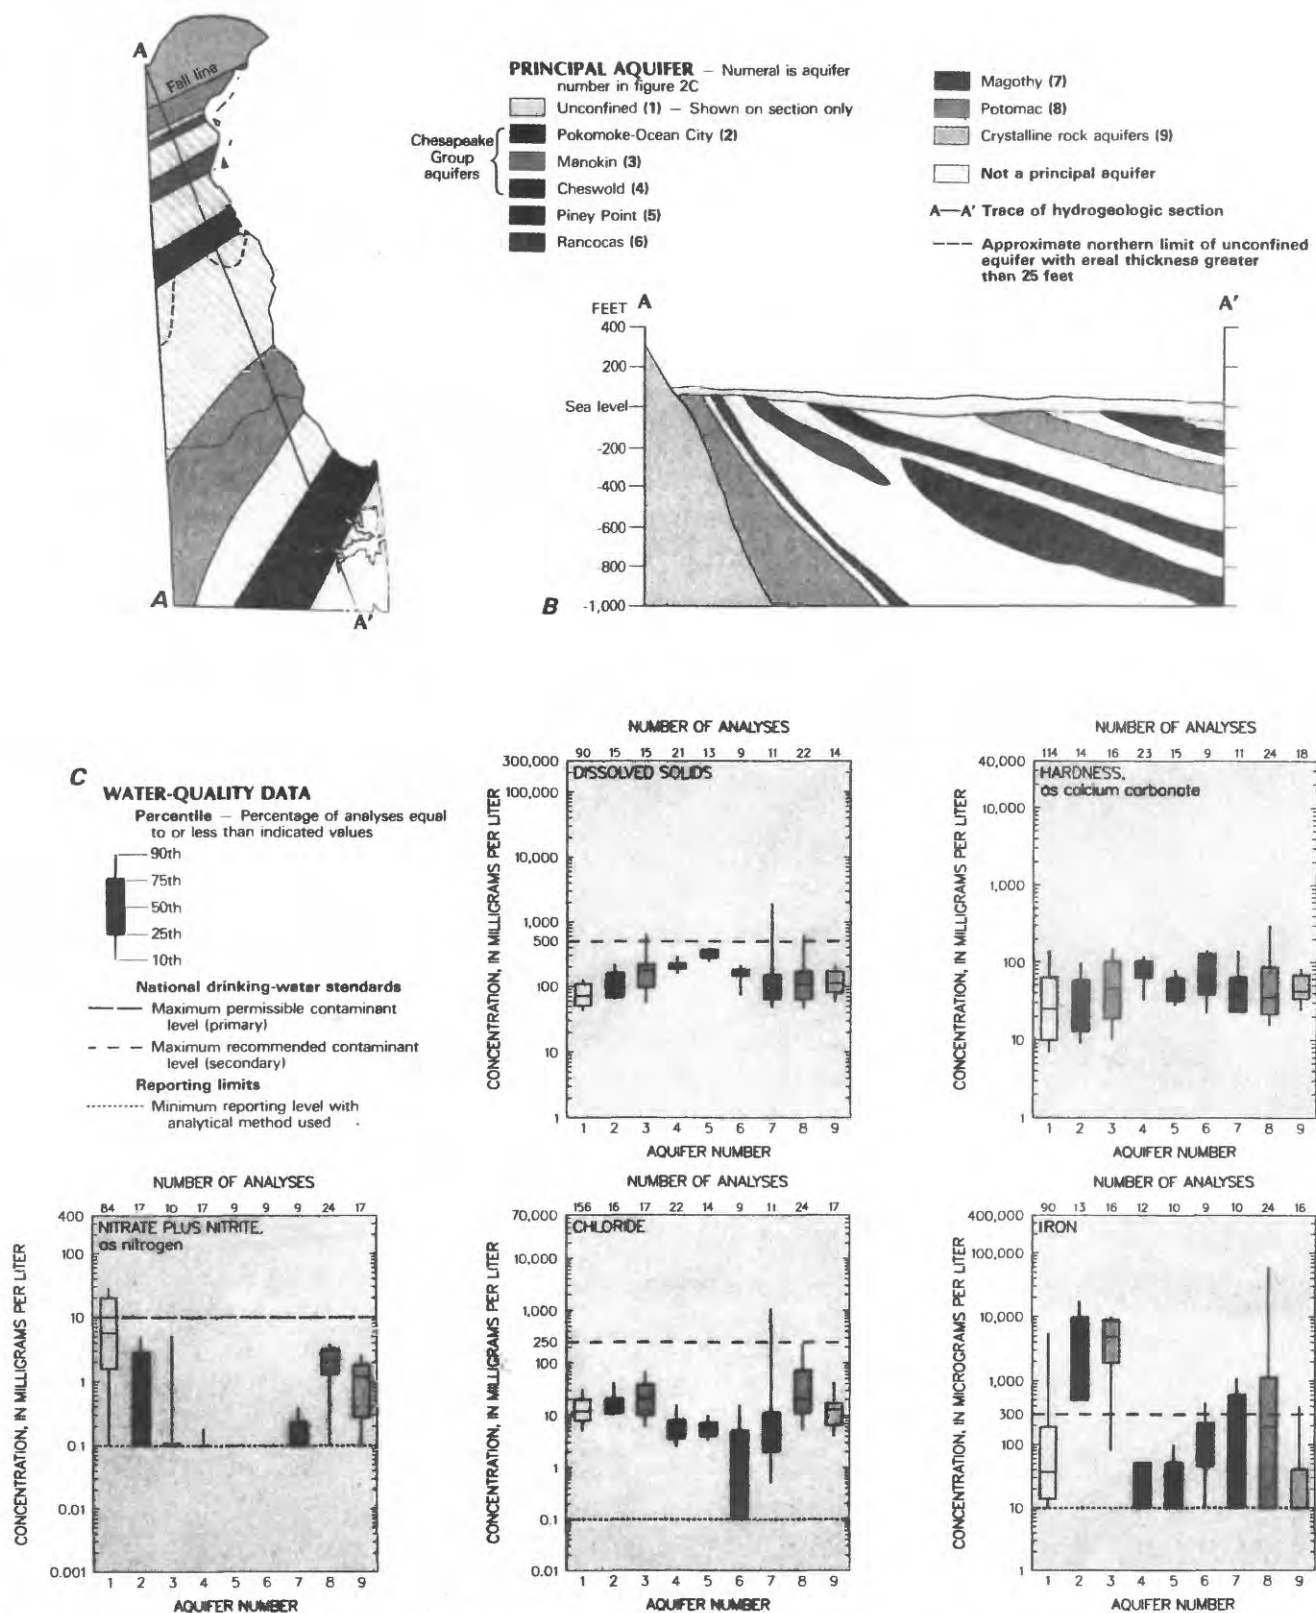 A
Fall line
A
A'
PRINCIPAL AQUIFER – Numeral is aquifer
number in figure 2C
Unconfined (1) – Shown on section only
Chesapeake
Group
aquifers
Pokomoke-Ocean City (2)
Manokin (3)
Cheswold (4)
Piney Point (5)
Rancocas (6)
Magothy (7)
Potomac (8)
Crystalline rock aquifers (9)
Not a principal aquifer
A—A' Trace of hydrogeologic section
Approximate northern limit of unconfined
equifer with ereal thickness greater
than 25 feet
FEET A A'
400
200
Sea level
-200
-400
-600
800
-1,000
B
C
WATER-QUALITY DATA
Percentile – Percentage of analyses equal
to or less than indicated values
90th
75th
50th
25th
10th
National drinking-water stendards
Maximum permissible contaminant
level (primary)
Maximum recommended contaminant
level (secondary)
Reporting limits
Minimum reporting level with
analytical method used
NUMBER OF ANALYSES
90 15 15 21 13 9 11 22 14
DISSOLVED SOLIDS
CONCENTRATION, IN MILLIGRAMS PER LITER
300,000
100,000
10,000
1,000
500
100
10
1
1 2 3 4 5 6 7 8 9
AQUIFER NUMBER
NUMBER OF ANALYSES
114 14 16 23 15 9 11 24 18
HARDNESS,
as calcium carbonate
CONCENTRATION, IN MILLIGRAMS PER LITER
40,000
10,000
1,000
100
10
1
1 2 3 4 5 6 7 8 9
AQUIFER NUMBER
NUMBER OF ANALYSES
84 17 10 17 9 9 9 24 17
NITRATE PLUS NITRITE,
as nitrogen
CONCENTRATION, IN MILLIGRAMS PER LITER
400
100
10
1
0.1
0.01
0.001
1 2 3 4 5 6 7 8 9
AQUIFER NUMBER
NUMBER OF ANALYSES
156 16 17 22 14 9 11 24 17
CHLORIDE
CONCENTRATION, IN MILLIGRAMS PER LITER
70,000
10,000
1,000
250
100
10
1
0.1
0.01
1 2 3 4 5 6 7 8 9
AQUIFER NUMBER
NUMBER OF ANALYSES
90 13 16 12 10 9 10 24 16
IRON
CONCENTRATION, IN MICROGRAMS PER LITER
400,000
100,000
10,000
1,000
300
100
10
1
1 2 3 4 5 6 7 8 9
AQUIFER NUMBER